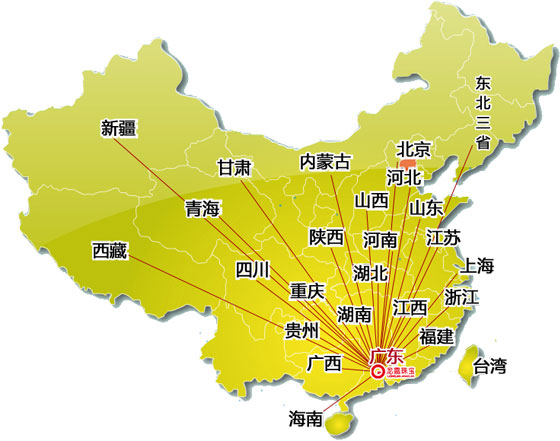 东北三省
新疆
北京
内蒙古
甘肃
河北
山西
青海
山东
陕西
河南
江苏
西藏
四川
湖北
上海
重庆
浙江
湖南
江西
贵州
福建
广西
广东
台湾
海南